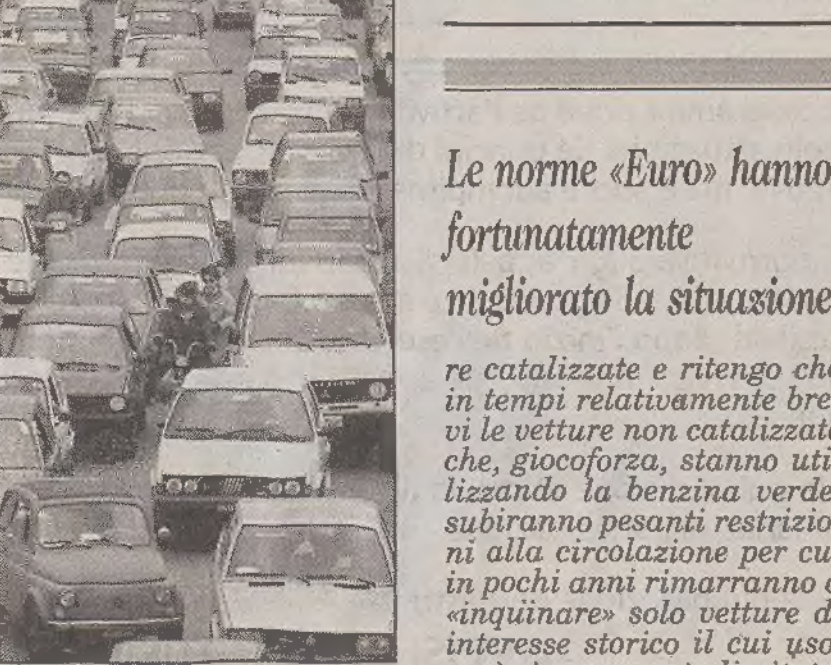 Le norme «Euro» hanno
fortunatamente
migliorato la situazione
re catalizzate e ritengo che
in tempi relativamente bre-
vi le vetture non catalizzate
che, giocoforza, stanno uti-
lizzando la benzina verde
subiranno pesanti restrizio-
ni alla circolazione per cui
in pochi anni rimarranno a
«inquinare» solo vetture di
interesse storico il cui uso